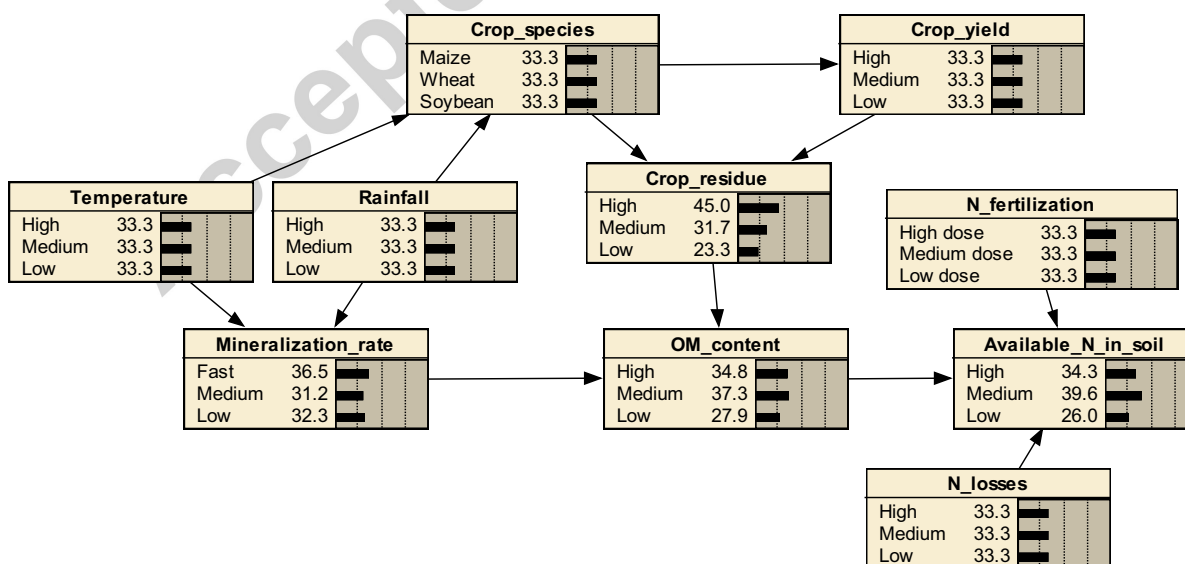 Crop_species
Maize 33.3
Wheat 33.3
Soybean 33.3
Crop_yield
High 33.3
Medium 33.3
Low 33.3
Temperature
High 33.3
Medium 33.3
Low 33.3
Rainfall
High 33.3
Medium 33.3
Low 33.3
Crop_residue
High 45.0
Medium 31.7
Low 23.3
N_fertilization
High dose 33.3
Medium dose 33.3
Low dose 33.3
Mineralization_rate
Fast 36.5
Medium 31.2
Low 32.3
OM_content
High 34.8
Medium 37.3
Low 27.9
Available_N_in_soil
High 34.3
Medium 39.6
Low 26.0
N_losses
High 33.3
Medium 33.3
Low 33.3